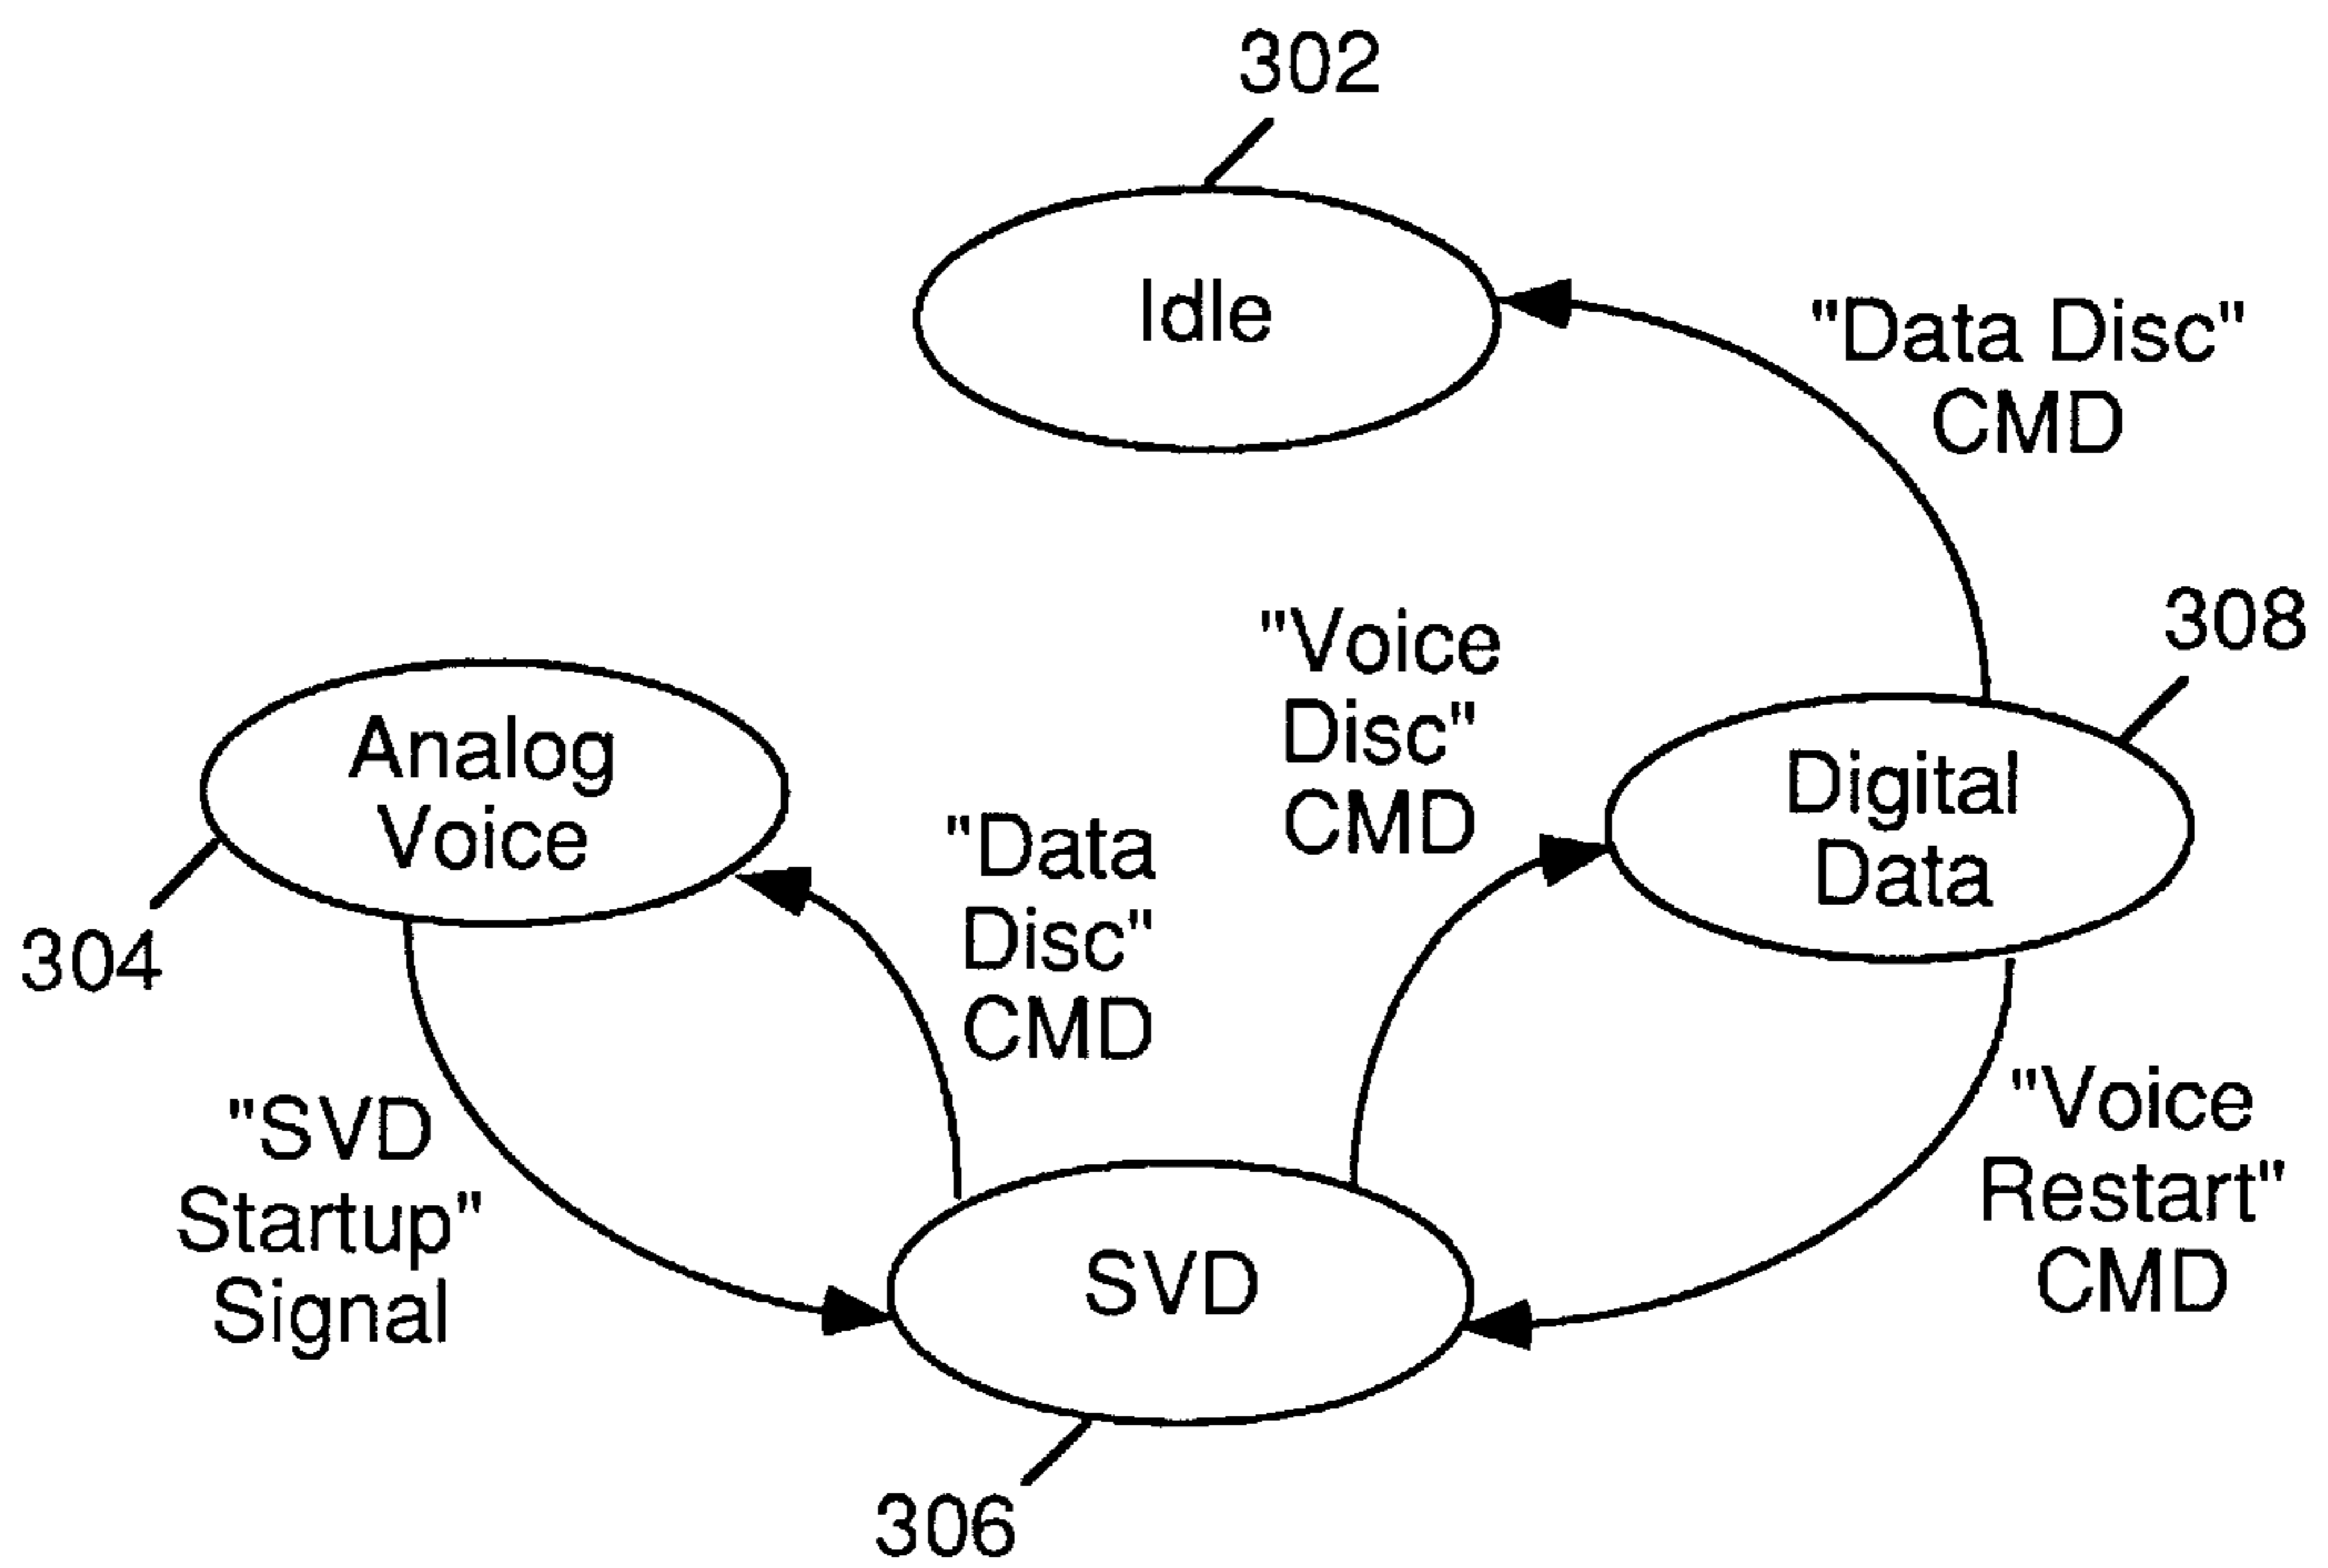 302
Idle
"Data Disc"
CMD
308
"Voice
Disc"
CMD
Analog
Voice
304
"Data
Disc"
CMD
Digital
Data
"SVD
Startup"
Signal
"Voice
Restart"
CMD
SVD
306